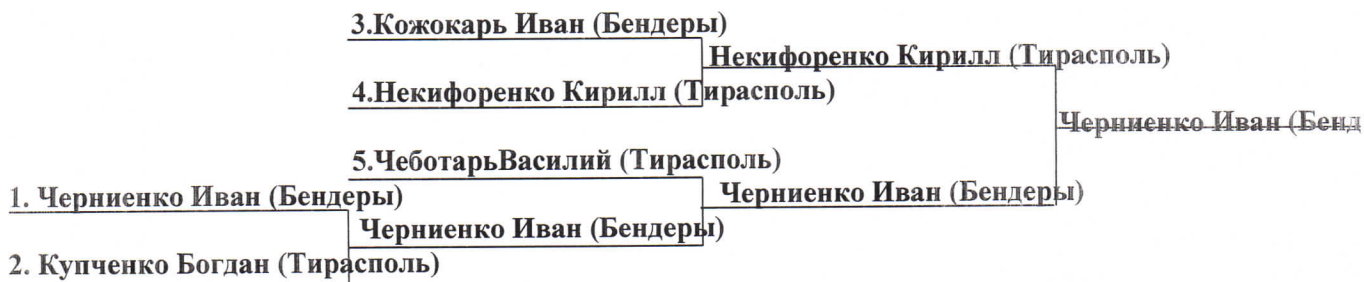 3.Кожокарь Иван (Бендеры)
Некифоренко Кирилл (Тирасполь)
4.Некифоренко Кирилл (Тирасполь)
Черниенко Иван (Бенд
5.ЧеботарьВасилий (Тирасполь)
1. Черниенко Иван (Бендеры)
Черниенко Иван (Бендеры)
Черниенко Иван (Бендеры)
2. Купченко Богдан (Тирасполь)